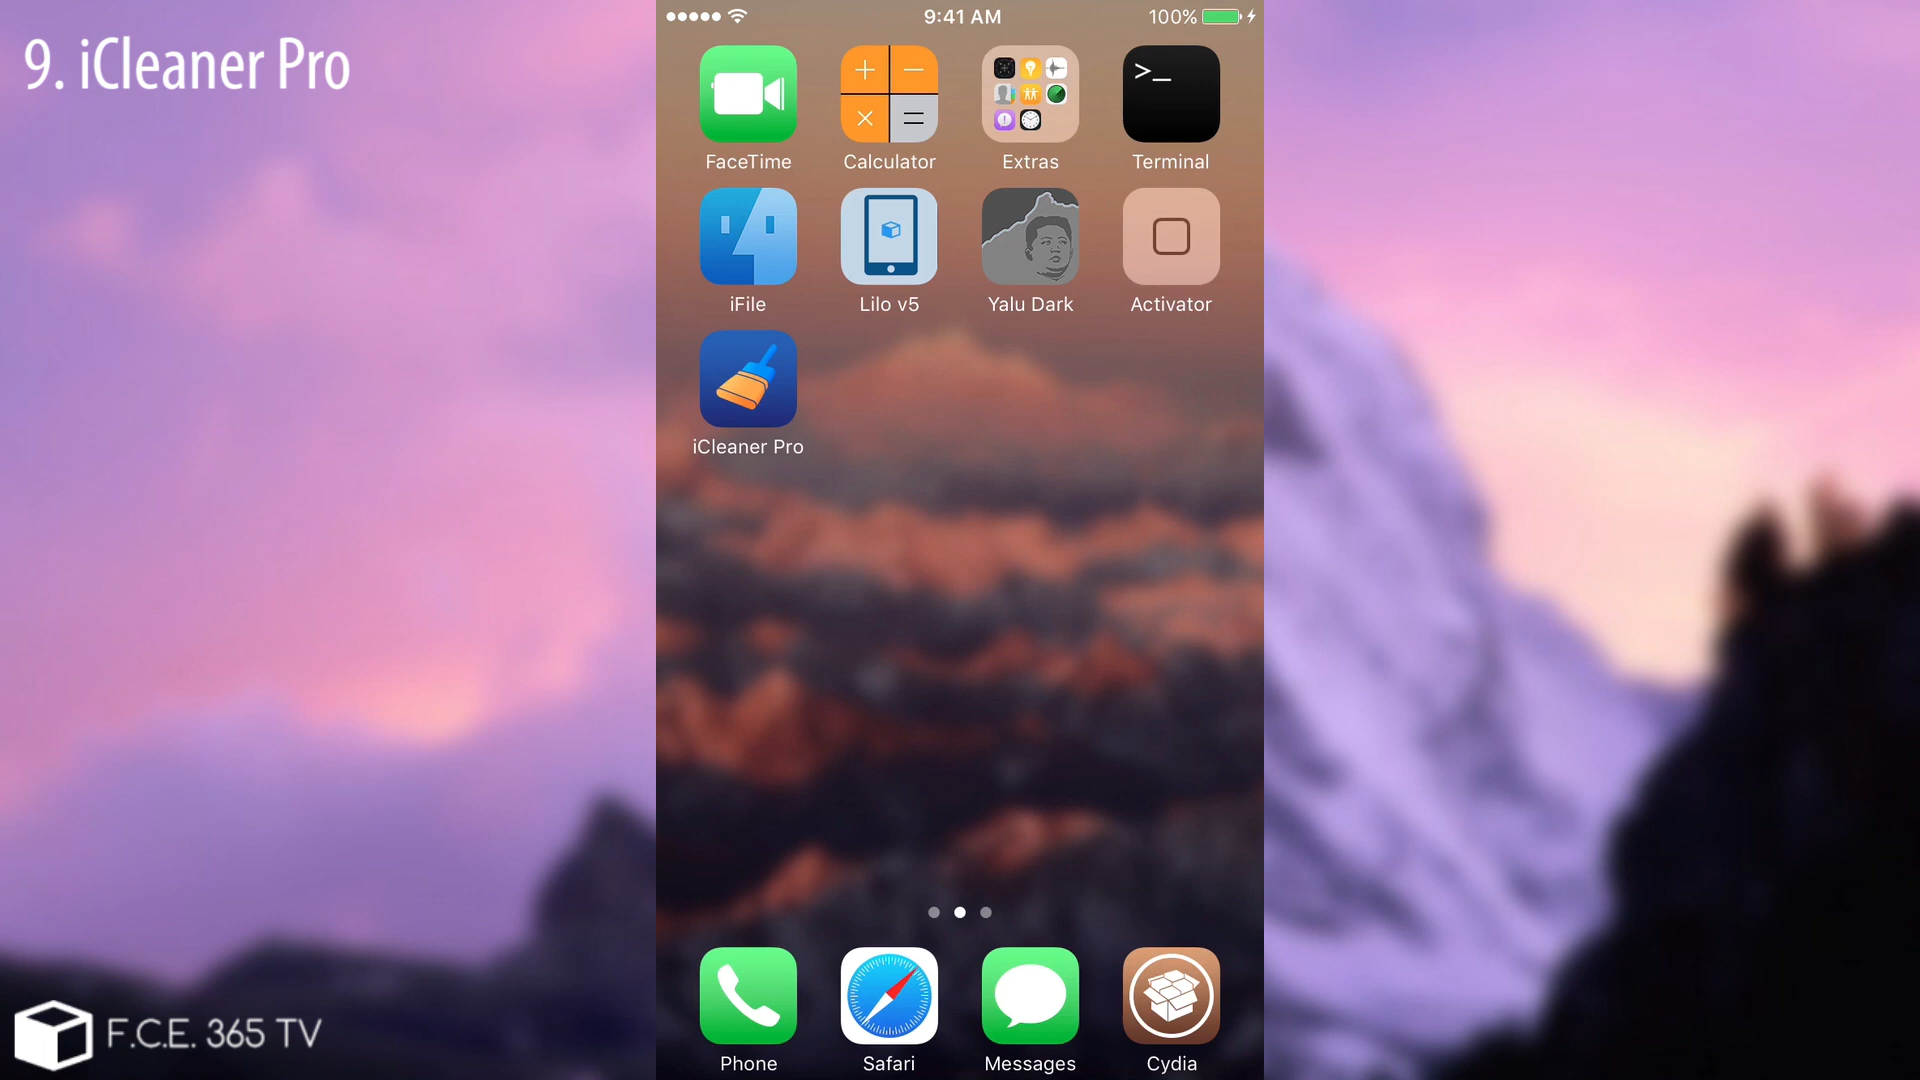 9. iCleaner Pro
9:41 AM
100%
FaceTime
Calculator
Extras
>_
Terminal
iFile
Lilo v5
Yalu Dark
Activator
iCleaner Pro
Phone
Safari
Messages
Cydia
F.C.E. 365 TV